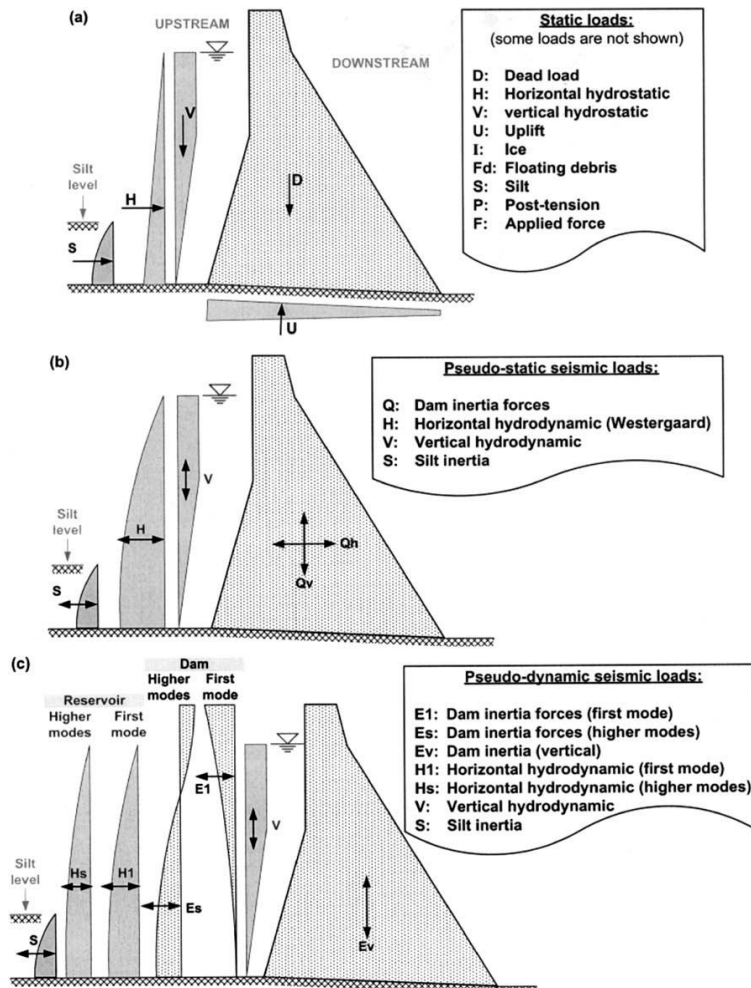 (a)
UPSTREAM
DOWNSTREAM
V
Silt
level
H
D
S
U
Static loads:
(some loads are not shown)
D: Dead load
H: Horizontal hydrostatic
V: vertical hydrostatic
U: Uplift
I: Ice
Fd: Floating debris
S: Silt
P: Post-tension
F: Applied force
(b)
V
Silt
level
H
Qh
Qv
S
Pseudo-static seismic loads:
Q: Dam inertia forces
H: Horizontal hydrodynamic (Westergaard)
V: Vertical hydrodynamic
S: Silt inertia
(c)
Dam
Higher First
modes mode
Reservoir
Higher First
modes mode
E1
V
Silt
level
Hs
H1
Es
S
Ev
Pseudo-dynamic seismic loads:
E1: Dam inertia forces (first mode)
Es: Dam inertia forces (higher modes)
Ev: Dam inertia (vertical)
H1: Horizontal hydrodynamic (first mode)
Hs: Horizontal hydrodynamic (higher modes)
V: Vertical hydrodynamic
S: Silt inertia